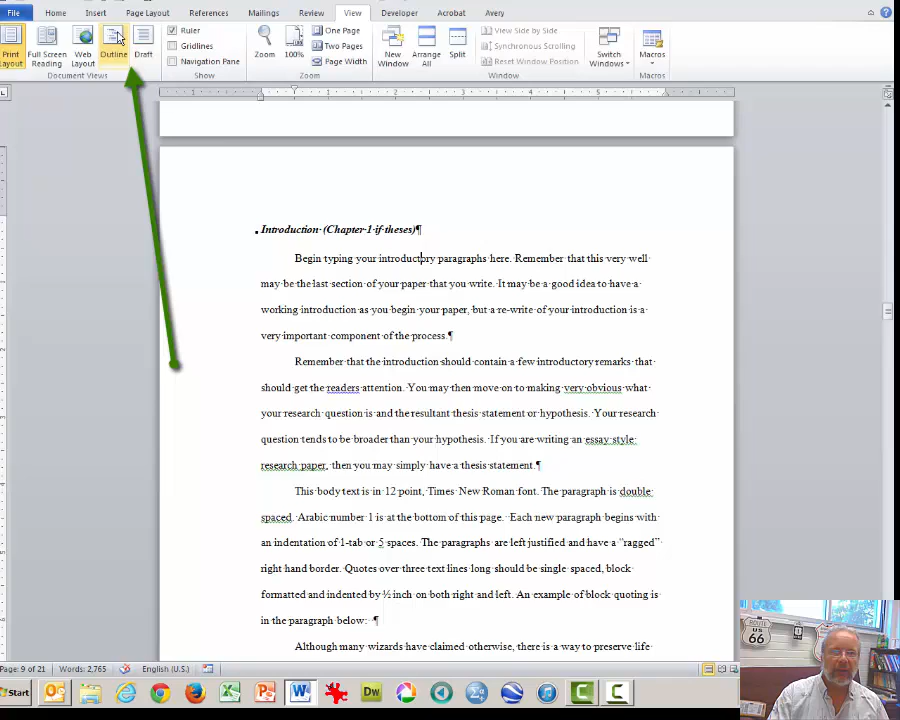 File Home Insert Page Layout References Mailings Review View Developer Acrobat Avery
Print Layout
Full Screen Reading
Web Layout
Outline
Draft
Document Views
Ruler
Gridlines
Navigation Pane
Show
Zoom
100%
One Page
Two Pages
Page Width
Zoom
New Window
Arrange All
Split
View Side by Side
Synchronous Scrolling
Reset Window Position
Window
Switch Windows
Macros
Macros
Introduction (Chapter 1 if theses)¶
Begin typing your introductory paragraphs here. Remember that this very well
may be the last section of your paper that you write. It may be a good idea to have a
working introduction as you begin your paper, but a re-write of your introduction is a
very important component of the process.¶
Remember that the introduction should contain a few introductory remarks that
should get the readers attention. You may then move on to making very obvious what
your research question is and the resultant thesis statement or hypothesis. Your research
question tends to be broader than your hypothesis. If you are writing an essay style
research paper, then you may simply have a thesis statement.¶
This body text is in 12 point, Times New Roman font. The paragraph is double
spaced. Arabic number 1 is at the bottom of this page. Each new paragraph begins with
an indentation of 1-tab or 5 spaces. The paragraphs are left justified and have a “ragged”
right hand border. Quotes over three text lines long should be single spaced, block
formatted and indented by ½ inch on both right and left. An example of block quoting is
in the paragraph below: ¶
Although many wizards have claimed otherwise, there is a way to preserve life
Page: 9 of 21 Words: 2,765 English (U.S.)
Start
ROUTE
US
66